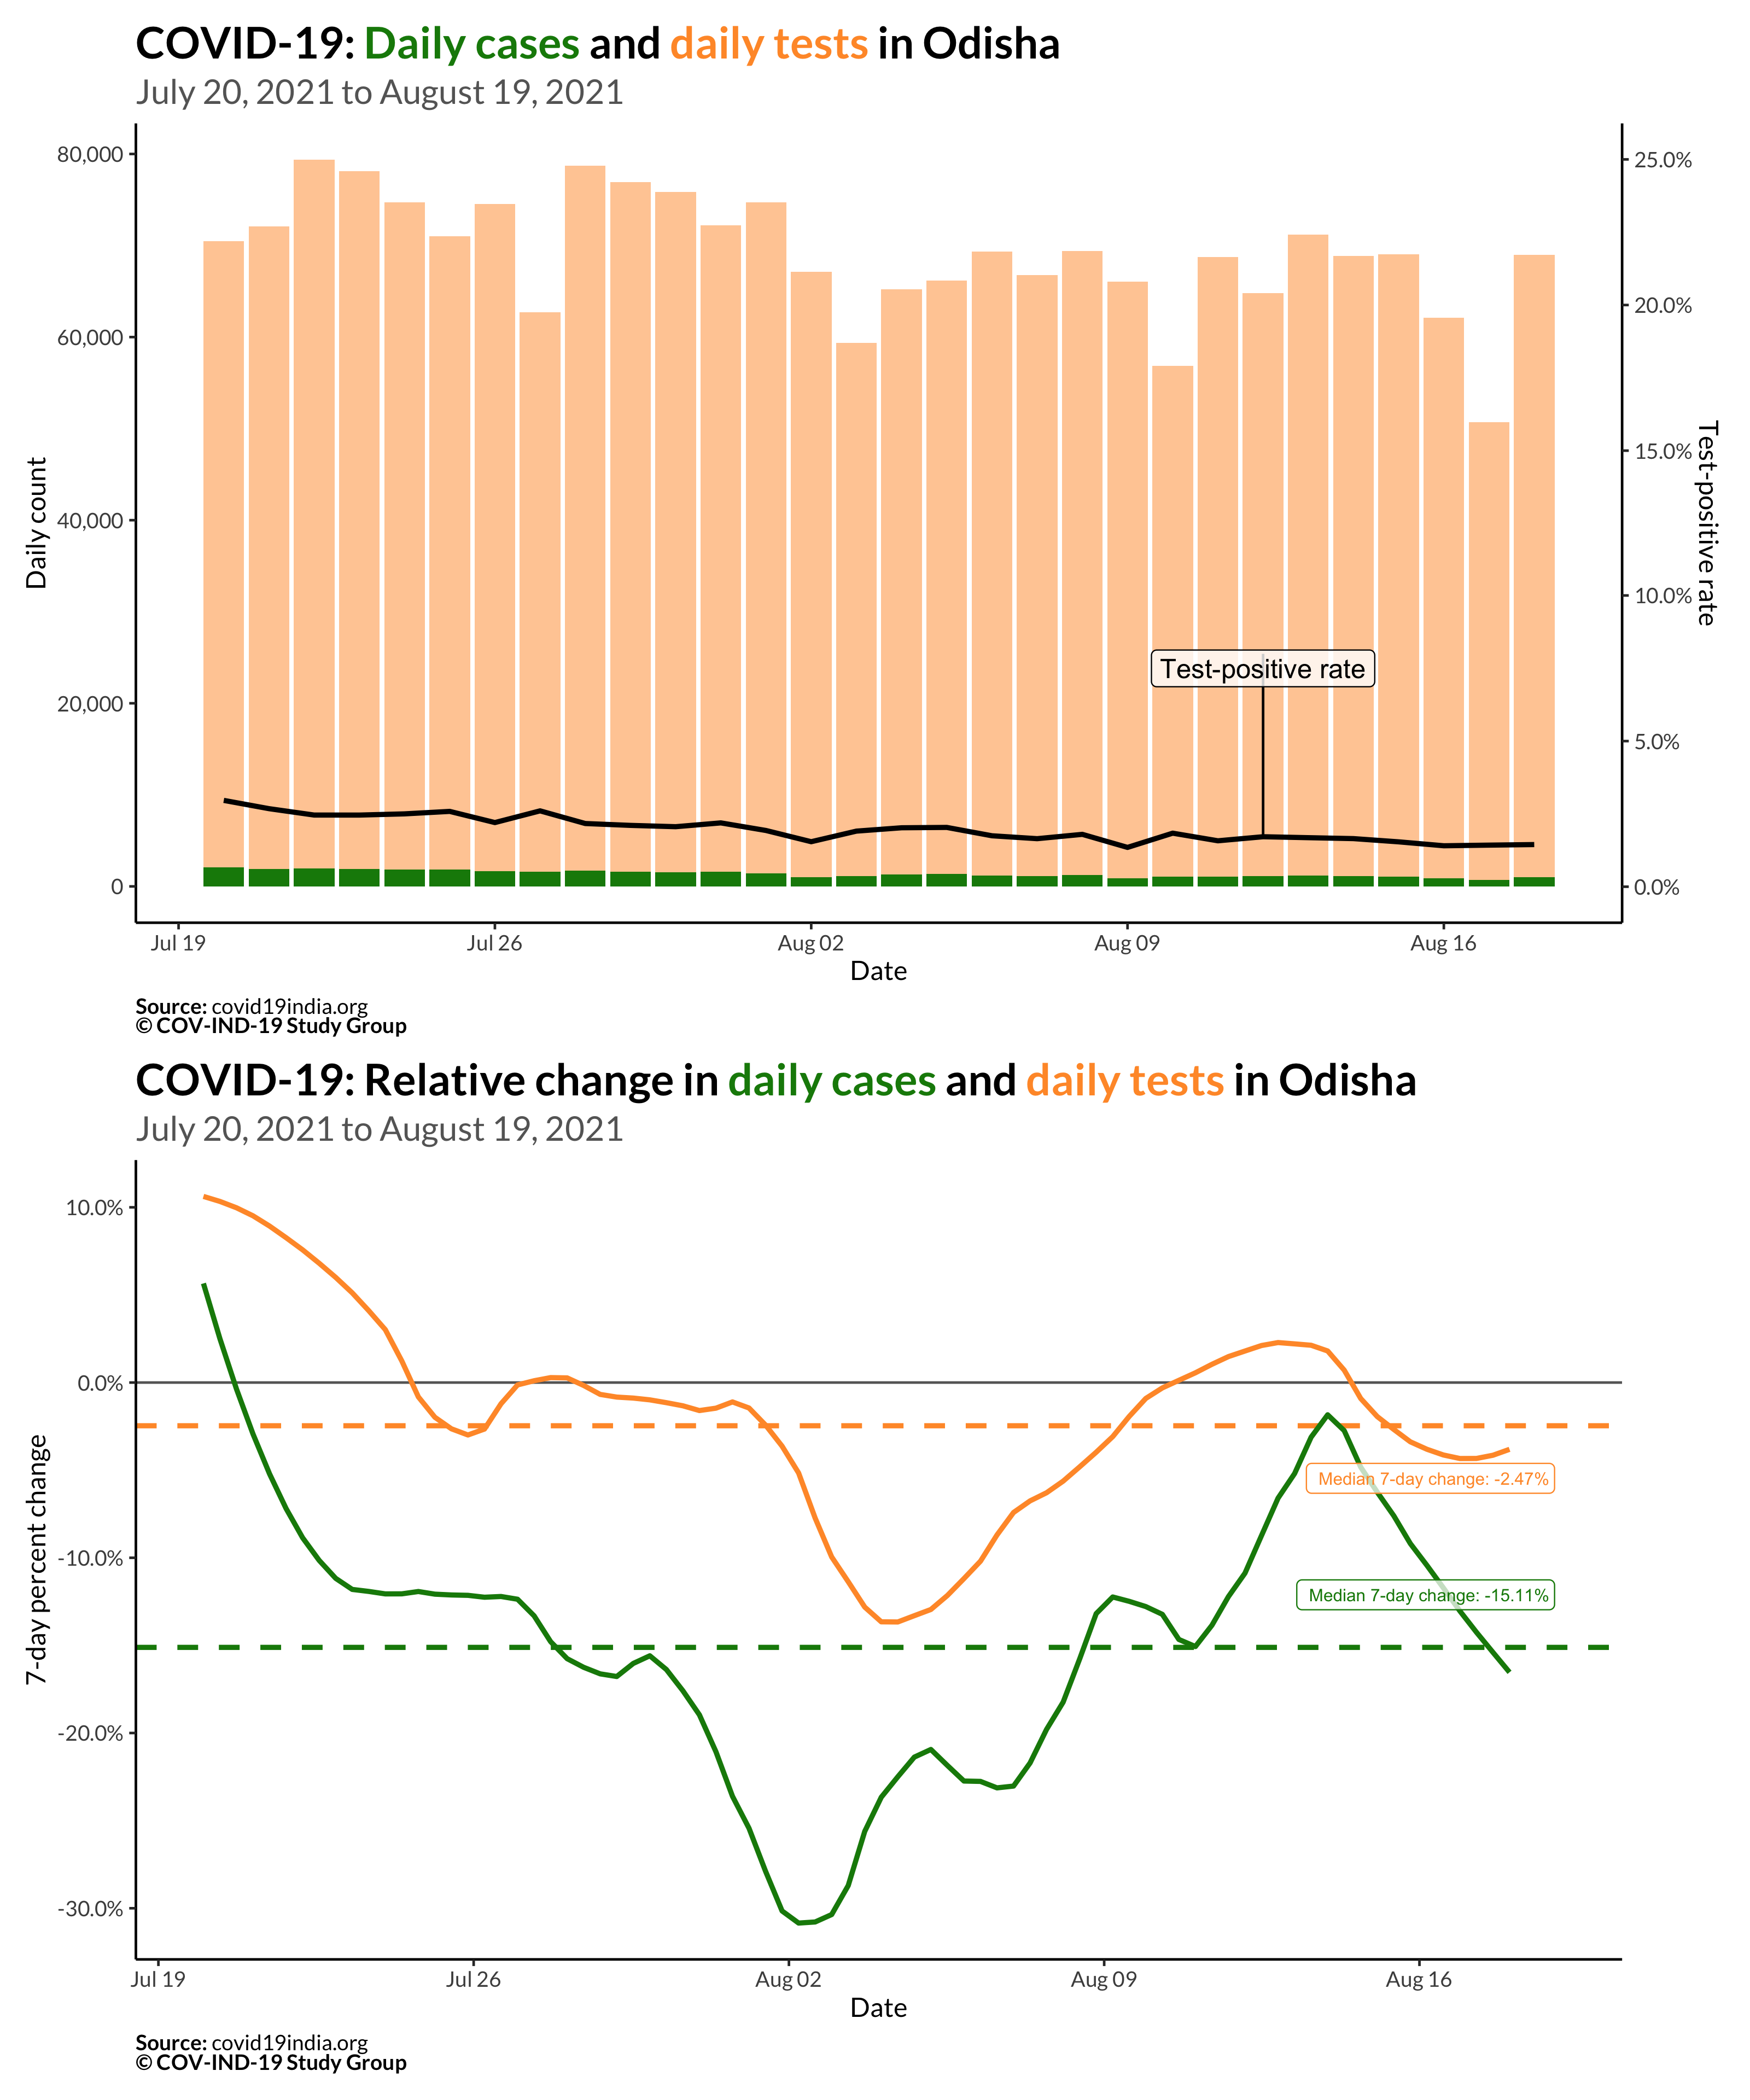 COVID-19: Daily cases and daily tests in Odisha
July 20, 2021 to August 19, 2021
80,000
60,000
40,000
20,000
0
Daily count
25.0%
20.0%
15.0%
10.0%
5.0%
0.0%
Test-positive rate
Test-positive rate
Jul 19
Jul 26
Aug 02
Aug 09
Aug 16
Date
Source: covid19india.org
© COV-IND-19 Study Group
COVID-19: Relative change in daily cases and daily tests in Odisha
July 20, 2021 to August 19, 2021
10.0%
0.0%
-10.0%
-20.0%
-30.0%
7-day percent change
Median 7-day change: -2.47%
Median 7-day change: -15.11%
Jul 19
Jul 26
Aug 02
Aug 09
Aug 16
Date
Source: covid19india.org
© COV-IND-19 Study Group